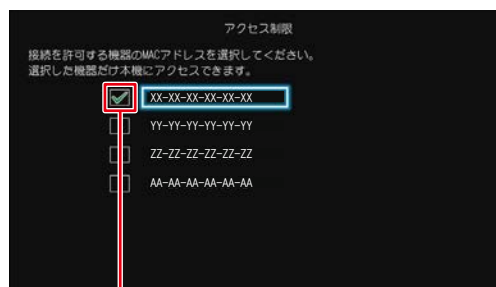 アクセス制限
接続を許可する機器のMACアドレスを選択してください。
選択した機器だけ本機にアクセスできます。
XX-XX-XX-XX-XX-XX
YY-YY-YY-YY-YY-YY
ZZ-ZZ-ZZ-ZZ-ZZ-ZZ
AA-AA-AA-AA-AA-AA